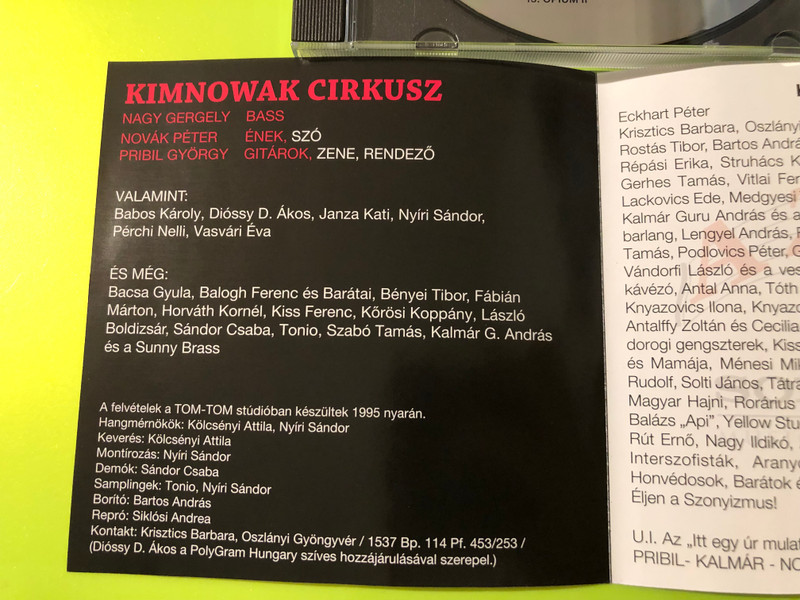 13. OPIUM II
KIMNOWAK CIRKUSZ
NAGY GERGELY BASS
NOVÁK PÉTER ÉNEK, SZÓ
PRIBIL GYÖRGY GITÁROK, ZENE, RENDEZŐ
VALAMINT:
Babos Károly, Dióssy D. Ákos, Janza Kati, Nyíri Sándor,
Pérchi Nelli, Vasvári Éva
ÉS MÉG:
Bacsa Gyula, Balogh Ferenc és Barátai, Bényei Tibor, Fábián
Márton, Horváth Kornél, Kiss Ferenc, Kőrösi Koppány, László
Boldizsár, Sándor Csaba, Tonio, Szabó Tamás, Kalmár G. András
és a Sunny Brass
A felvételek a TOM-TOM stúdióban készültek 1995 nyarán.
Hangmérnökök: Kölcsényi Attila, Nyíri Sándor
Keverés: Kölcsényi Attila
Montírozás: Nyíri Sándor
Demók: Sándor Csaba
Samplingek: Tonio, Nyíri Sándor
Borító: Bartos András
Repró: Siklósi Andrea
Kontakt: Krisztics Barbara, Oszlányi Gyöngyvér / 1537 Bp. 114 Pf. 453/253 /
(Dióssy D. Ákos a PolyGram Hungary szíves hozzájárulásával szerepel.)
Eckhart Péter
Krisztics Barbara, Oszlányi
Rostás Tibor, Bartos Andrá
Répási Erika, Struhács K
Gerhes Tamás, Vitlai Fer
Lackovics Ede, Medgyesi
Kalmár Guru András és a
barlang, Lengyel András,
Tamás, Podlovics Péter, G
Vándorfi László és a ves
kávézó, Antal Anna, Tóth
Knyazovics Ilona, Knyazo
Antalffy Zoltán és Cecilia
dorogi gengszterek, Kiss
és Mamája, Ménesi Mik
Rudolf, Solti János, Tátra
Magyar Hajni, Rorárius
Balázs „Api”, Yellow Stu
Rút Ernő, Nagy Ildikó,
Interszofisták, Aranye
Honvédosok, Barátok é
Éljen a Szonyizmus!
U.I. Az „Itt egy úr mulat
PRIBIL- KALMÁR - NO